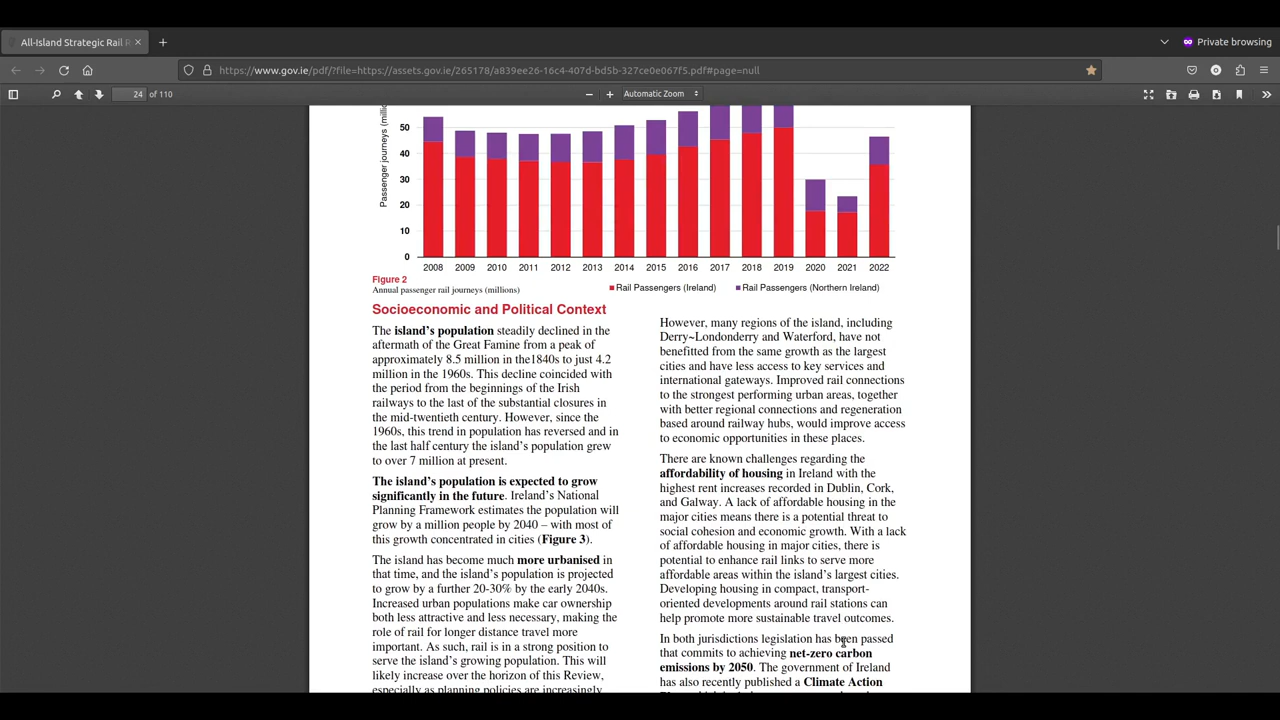 All-Island Strategic Rail R
Private browsing
https://www.gov.ie/pdf/?file=https://assets.gov.ie/265178/a839ee26-16c4-407d-bd5b-327ce0e067f5.pdf#page=null
24 of 110
Automatic Zoom
Passenger journeys
50
40
30
20
10
0
2008 2009 2010 2011 2012 2013 2014 2015 2016 2017 2018 2019 2020 2021 2022
Figure 2
Annual passenger rail journeys (millions)
Rail Passengers (Ireland) Rail Passengers (Northern Ireland)
Socioeconomic and Political Context
The island's population steadily declined in the
aftermath of the Great Famine from a peak of
approximately 8.5 million in the1840s to just 4.2
million in the 1960s. This decline coincided with
the period from the beginnings of the Irish
railways to the last of the substantial closures in
the mid-twentieth century. However, since the
1960s, this trend in population has reversed and in
the last half century the island's population grew
to over 7 million at present.
The island's population is expected to grow
significantly in the future. Ireland's National
Planning Framework estimates the population will
grow by a million people by 2040 – with most of
this growth concentrated in cities (Figure 3).
The island has become much more urbanised in
that time, and the island's population is projected
to grow by a further 20-30% by the early 2040s.
Increased urban populations make car ownership
both less attractive and less necessary, making the
role of rail for longer distance travel more
important. As such, rail is in a strong position to
serve the island's growing population. This will
likely increase over the horizon of this Review,
especially as planning policies are increasingly
However, many regions of the island, including
Derry~Londonderry and Waterford, have not
benefitted from the same growth as the largest
cities and have less access to key services and
international gateways. Improved rail connections
to the strongest performing urban areas, together
with better regional connections and regeneration
based around railway hubs, would improve access
to economic opportunities in these places.
There are known challenges regarding the
affordability of housing in Ireland with the
highest rent increases recorded in Dublin, Cork,
and Galway. A lack of affordable housing in the
major cities means there is a potential threat to
social cohesion and economic growth. With a lack
of affordable housing in major cities, there is
potential to enhance rail links to serve more
affordable areas within the island's largest cities.
Developing housing in compact, transport-
oriented developments around rail stations can
help promote more sustainable travel outcomes.
In both jurisdictions legislation has been passed
that commits to achieving net-zero carbon
emissions by 2050. The government of Ireland
has also recently published a Climate Action